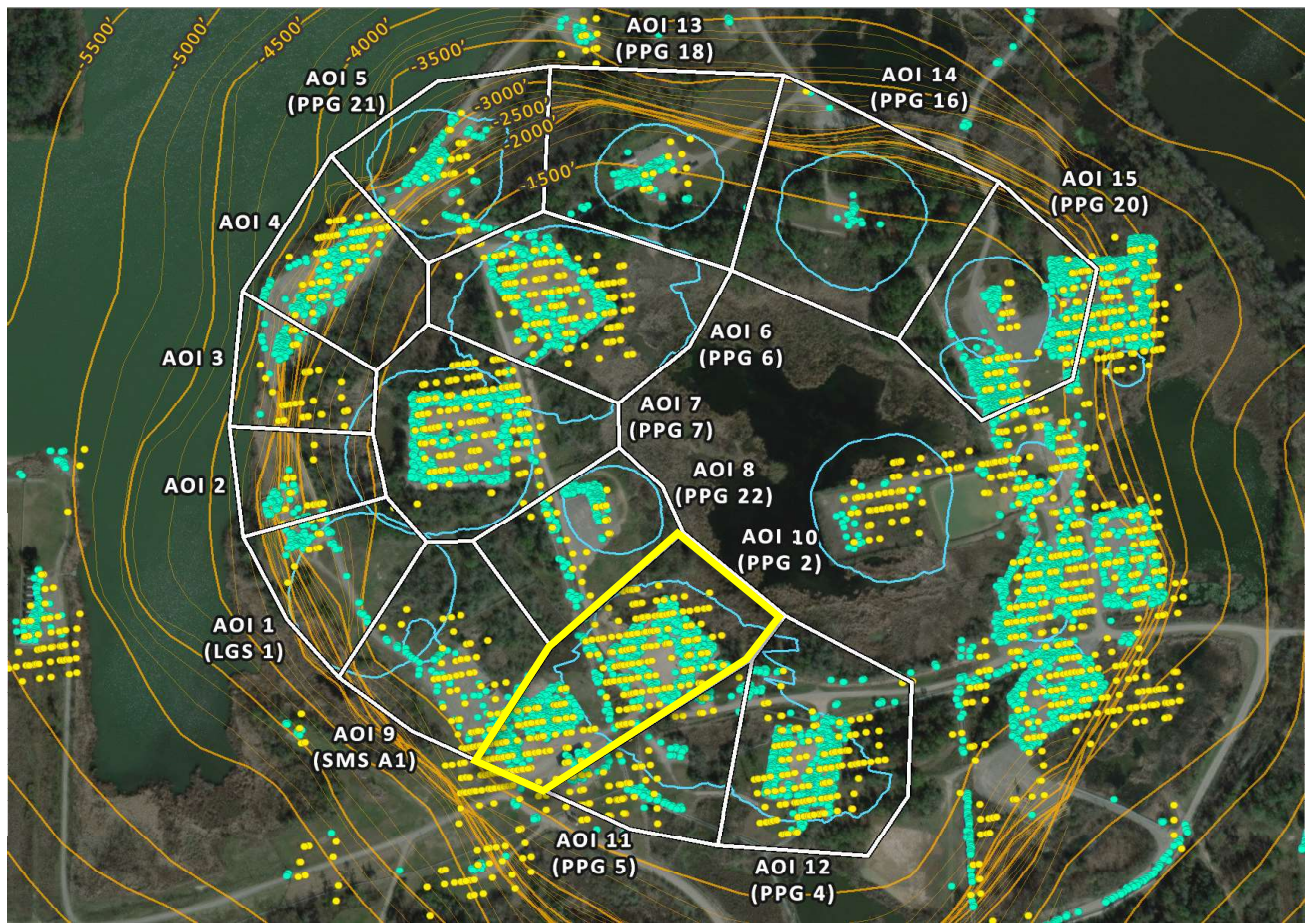 -5500'
-5000'
-4500'
-4000'
-3500'
-3000'
-2500'
-2000'
-1500'
AOI 13
(PPG 18)
AOI 14
(PPG 16)
AOI 5
(PPG 21)
AOI 15
(PPG 20)
AOI 4
AOI 3
AOI 6
(PPG 6)
AOI 7
(PPG 7)
AOI 2
AOI 8
(PPG 22)
AOI 10
(PPG 2)
AOI 1
(LGS 1)
AOI 9
(SMS A1)
AOI 11
(PPG 5)
AOI 12
(PPG 4)